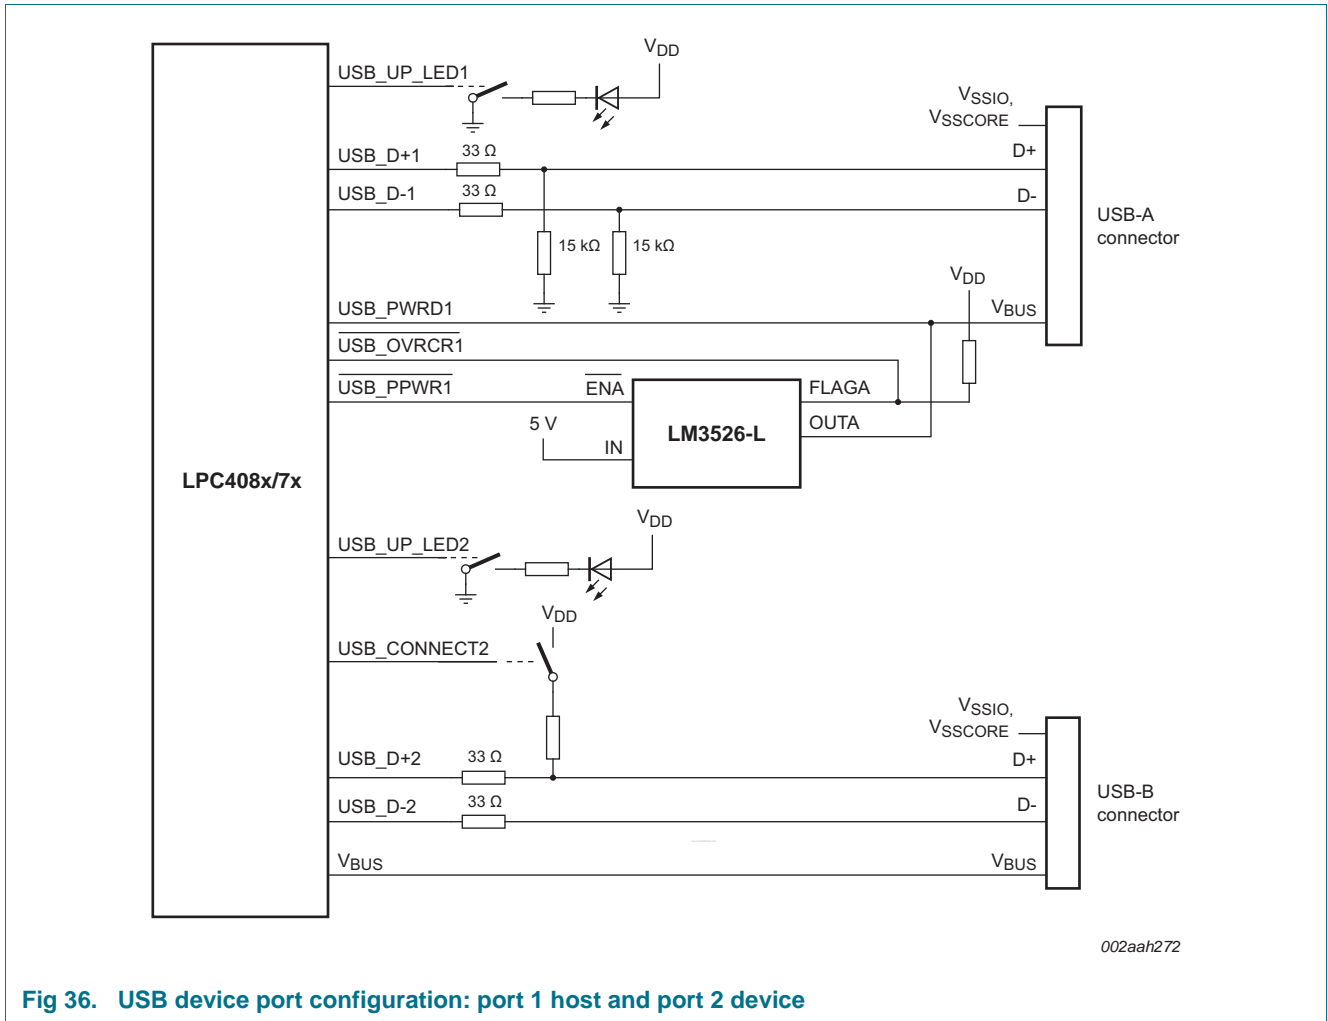 VDD
USB_UP_LED1
VSSIO,
VSSCORE
33 Ω
D+
USB_D+1
33 Ω
USB_D-1
D-
USB-A
connector
15 kΩ
15 kΩ
VDD
USB_PWRD1
VBUS
USB_OVRCR1
USB_PPWR1
ENA
FLAGA
5 V
LM3526-L
OUTA
IN
LPC408x/7x
VDD
USB_UP_LED2
VDD
USB_CONNECT2
VSSIO,
VSSCORE
USB_D+2
33 Ω
D+
USB-B
connector
USB_D-2
33 Ω
D-
VBUS
VBUS
002aah272
Fig 36. USB device port configuration: port 1 host and port 2 device